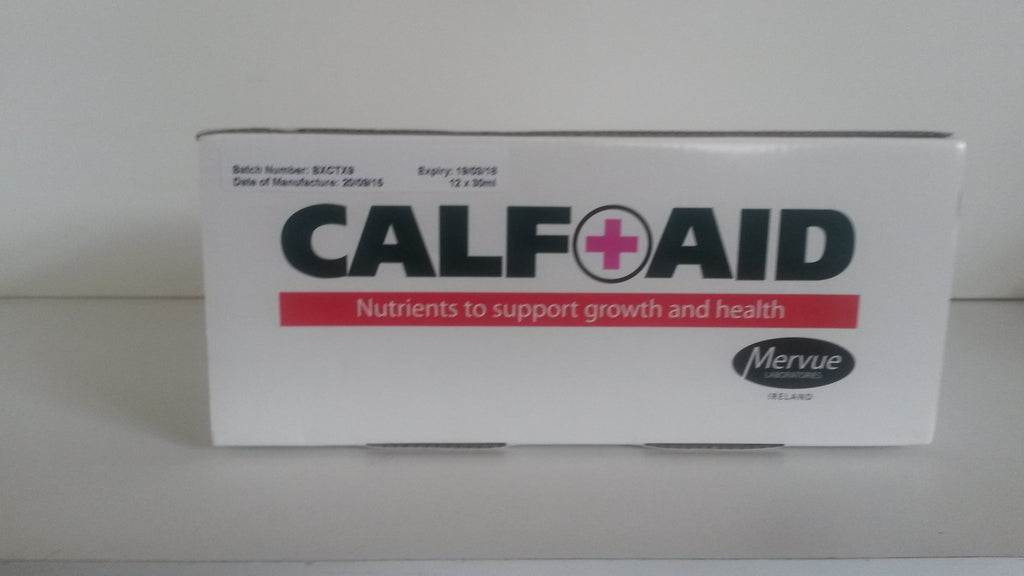 Batch Number: BXCTX9
Expiry: 19/03/18
Date of Manufacture: 20/09/16
12 x 30ml
CALF AID
Nutrients to support growth and health
Mervue
LABORATORIES
IRELAND